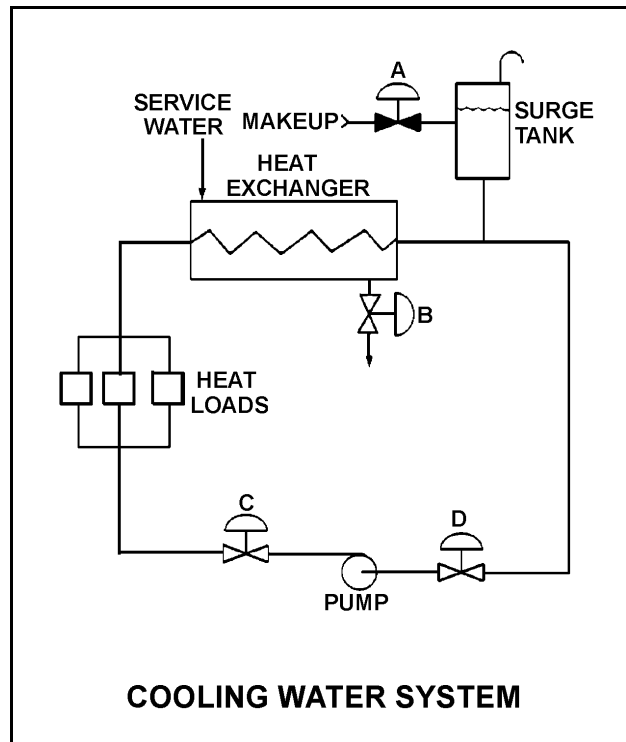 A
SERVICE
WATER
MAKEUP
SURGE
TANK
HEAT
EXCHANGER
B
HEAT
LOADS
C
D
PUMP
COOLING WATER SYSTEM